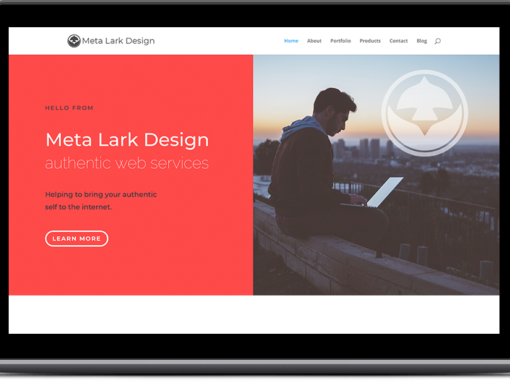 Meta Lark Design
Home About Portfolio Products Contact Blog
HELLO FROM
Meta Lark Design
authentic web services
Helping to bring your authentic
self to the internet.
LEARN MORE